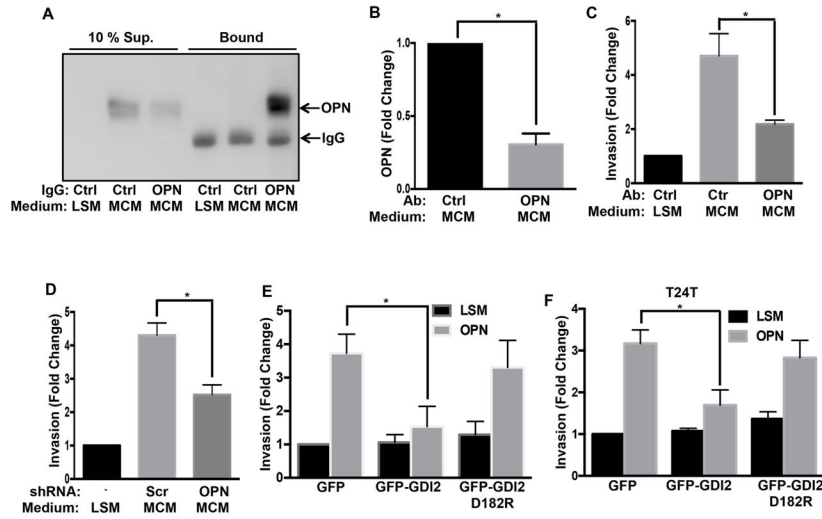 A
10 % Sup.
Bound
OPN
IgG
IgG: Ctrl Ctrl OPN Ctrl Ctrl OPN
Medium: LSM MCM MCM LSM MCM MCM
B
*
OPN (Fold Change)
1.0
0.5
0.0
Ab: Ctrl OPN
Medium: MCM MCM
C
*
Invasion (Fold Change)
6
4
2
0
Ab: Ctrl Ctr OPN
Medium: LSM MCM MCM
D
*
Invasion (Fold Change)
5
4
3
2
1
0
shRNA: - Scr OPN
Medium: LSM MCM MCM
E
*
LSM
OPN
Invasion (Fold Change)
5
4
3
2
1
0
GFP GFP-GDI2 GFP-GDI2
D182R
F
T24T
*
LSM
OPN
Invasion (Fold Change)
5
4
3
2
1
0
GFP GFP-GDI2 GFP-GDI2
D182R